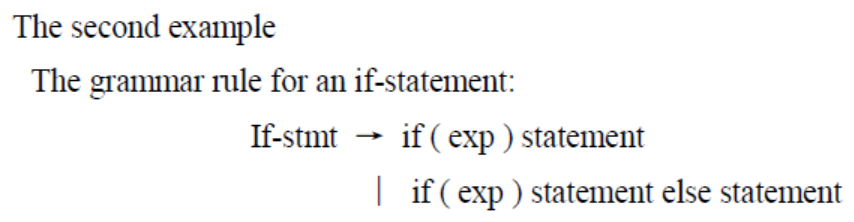 The second example
The grammar rule for an if-statement:
If-stmt → if ( exp ) statement
| if ( exp ) statement else statement